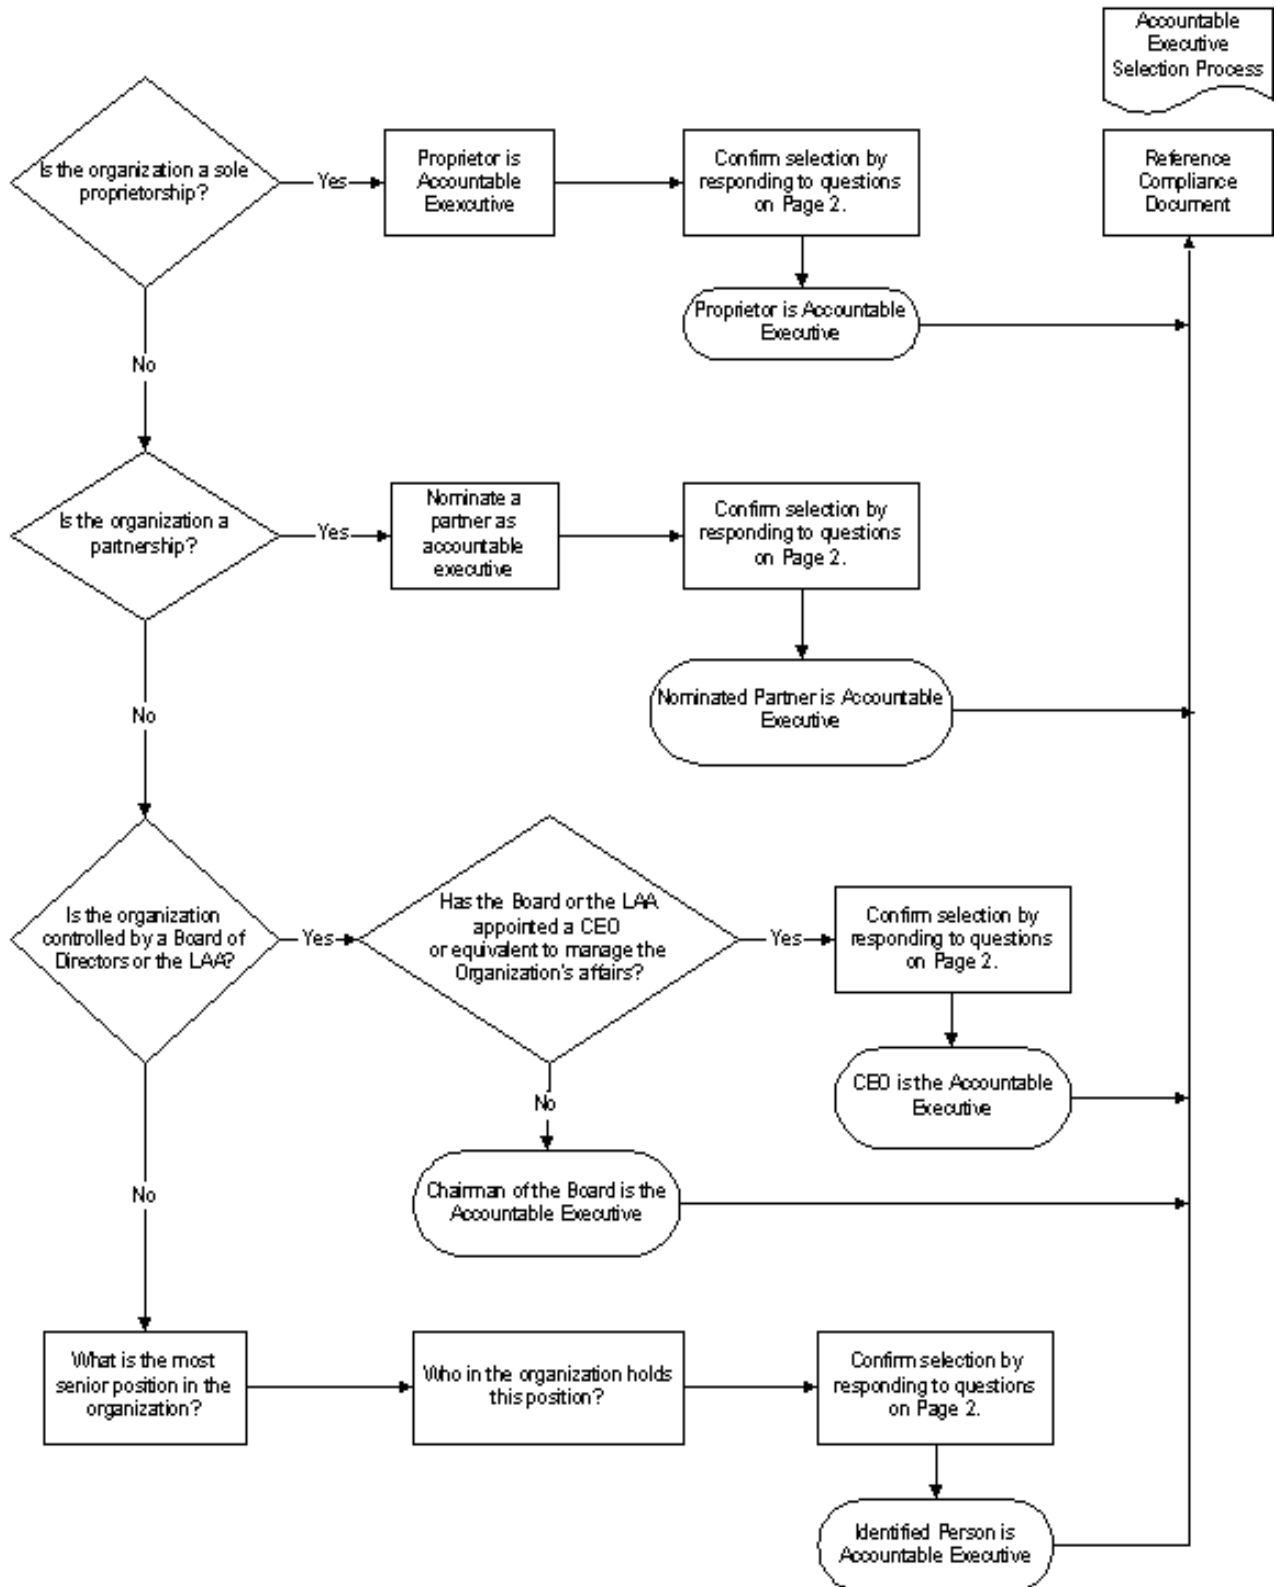 Accountable
Executive
Selection Process
Is the organization a sole
proprietorship?
Yes
Proprietor is
Accountable
Exexcutive
Confirm selection by
responding to questions
on Page 2.
Reference
Compliance
Document
Proprietor is Accountable
Executive
No
Is the organization a
partnership?
Yes
Nominate a
partner as
accountable
executive
Confirm selection by
responding to questions
on Page 2.
Nominated Partner is Accountable
Executive
No
Is the organization
controlled by a Board of
Directors or the LAA?
Yes
Has the Board or the LAA
appointed a CEO
or equivalent to manage the
Organization's affairs?
Yes
Confirm selection by
responding to questions
on Page 2.
CEO is the Accountable
Executive
No
Chairman of the Board is the
Accountable Executive
No
What is the most
senior position in the
organization?
Who in the organization holds
this position?
Confirm selection by
responding to questions
on Page 2.
Identified Person is
Accountable Executive